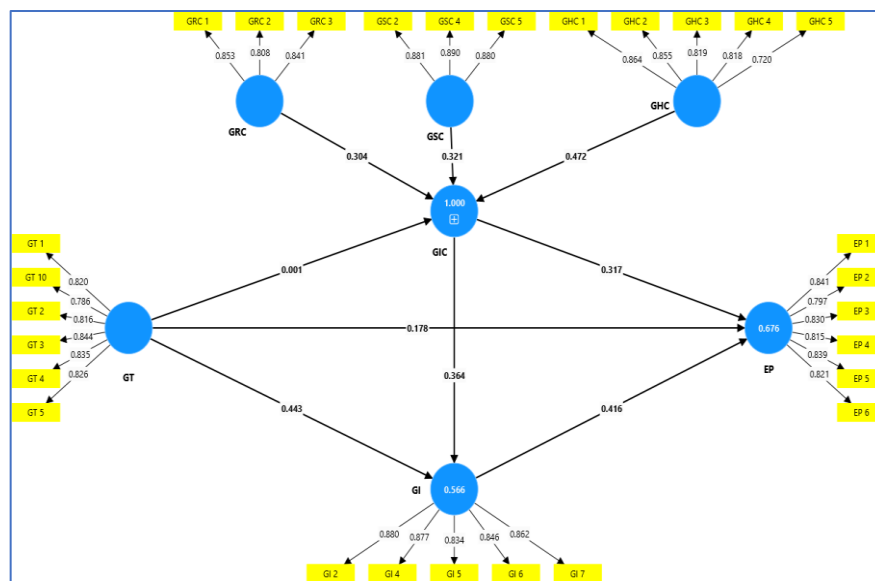 GRC 1 GRC 2 GRC 3 GSC 2 GSC 4 GSC 5 GHC 1 GHC 2 GHC 3 GHC 4 GHC 5
0.853 0.808 0.841 0.881 0.890 0.880 0.864 0.855 0.819 0.818 0.720
GRC GSC GHC
0.304 0.321 0.472
1.000
GIC
GT 1 EP 1
0.820 0.001 0.317 0.841
GT 10 EP 2
0.786 0.797
GT 2 0.816 0.830 EP 3
0.178 0.676
GT 3 0.844 0.815 EP 4
0.835 0.839
GT 4 GT 0.364 EP EP 5
0.826 0.821
GT 5 0.443 0.416 EP 6
GI 0.566
0.880 0.877 0.834 0.846 0.862
GI 2 GI 4 GI 5 GI 6 GI 7